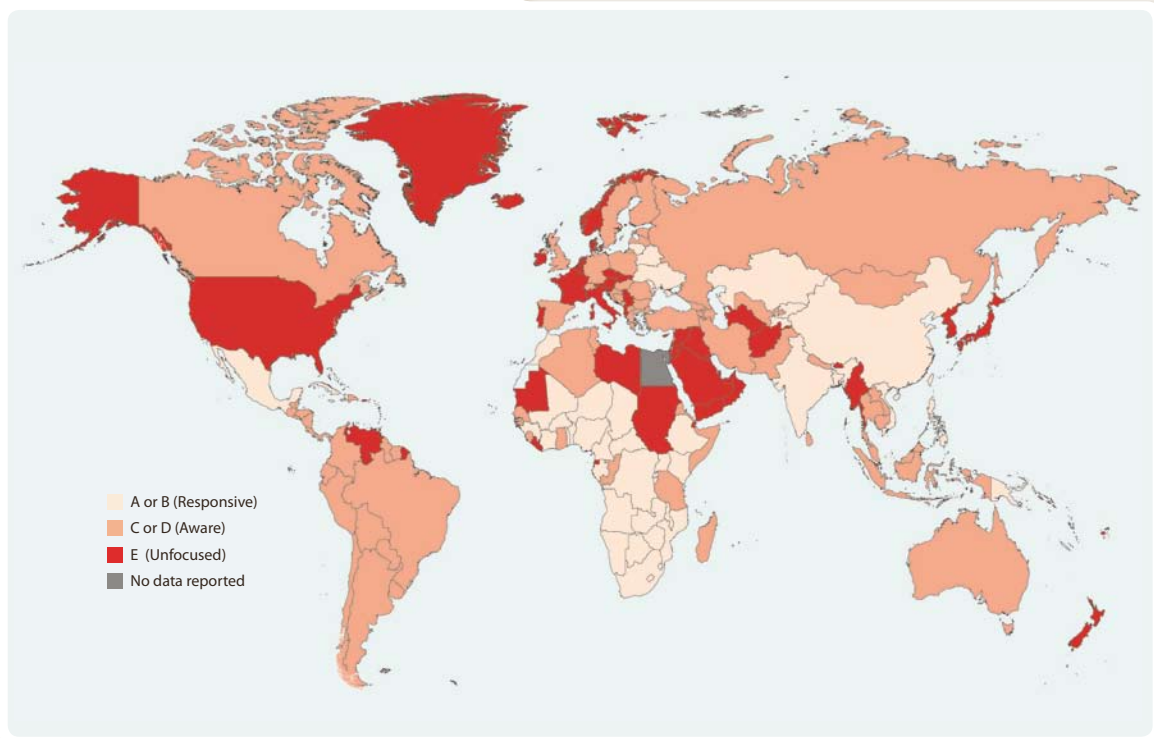 A or B (Responsive)
C or D (Aware)
E (Unfocused)
No data reported